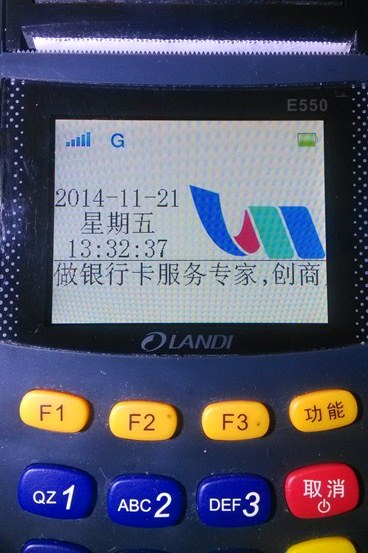 E550
G
2014-11-21
星期五
13:32:37
做银行卡服务专家,创商
LANDI
F1 F2 F3 功能
QZ 1 ABC 2 DEF 3 取消